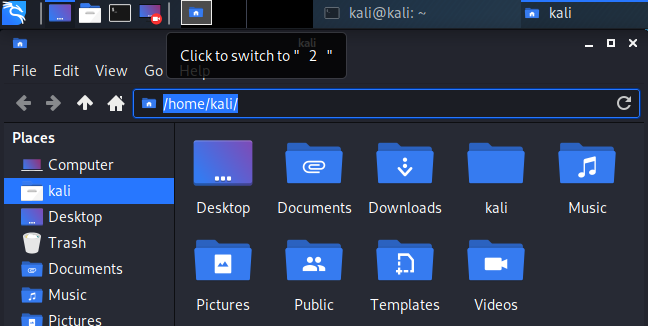 kali@kali: ~
kali
kali
Click to switch to " 2 "
File Edit View Go Help
/home/kali/
Places
Computer
kali
Desktop
Trash
Documents
Music
Pictures
Desktop Documents Downloads kali Music
Pictures Public Templates Videos